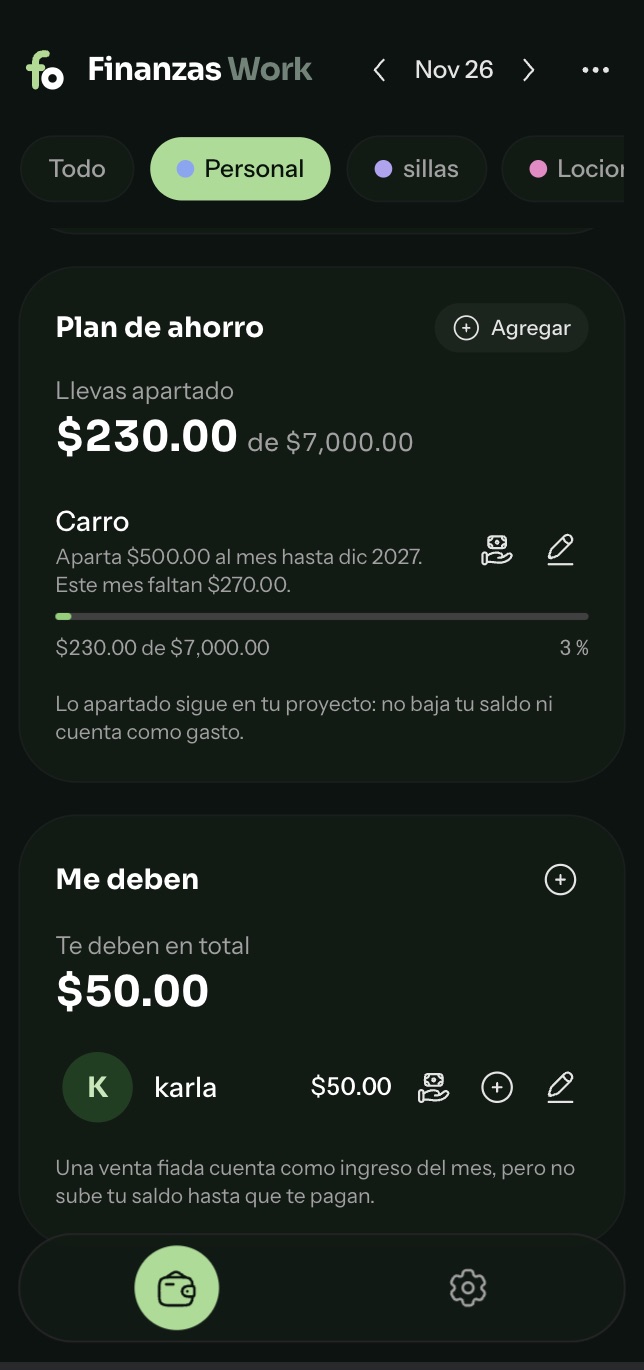 fo Finanzas Work
Nov 26
Todo
Personal
sillas
Locion
Plan de ahorro
Agregar
Llevas apartado
$230.00 de $7,000.00
Carro
Aparta $500.00 al mes hasta dic 2027.
Este mes faltan $270.00.
$230.00 de $7,000.00
3 %
Lo apartado sigue en tu proyecto: no baja tu saldo ni
cuenta como gasto.
Me deben
Te deben en total
$50.00
K
karla
$50.00
Una venta fiada cuenta como ingreso del mes, pero no
sube tu saldo hasta que te pagan.